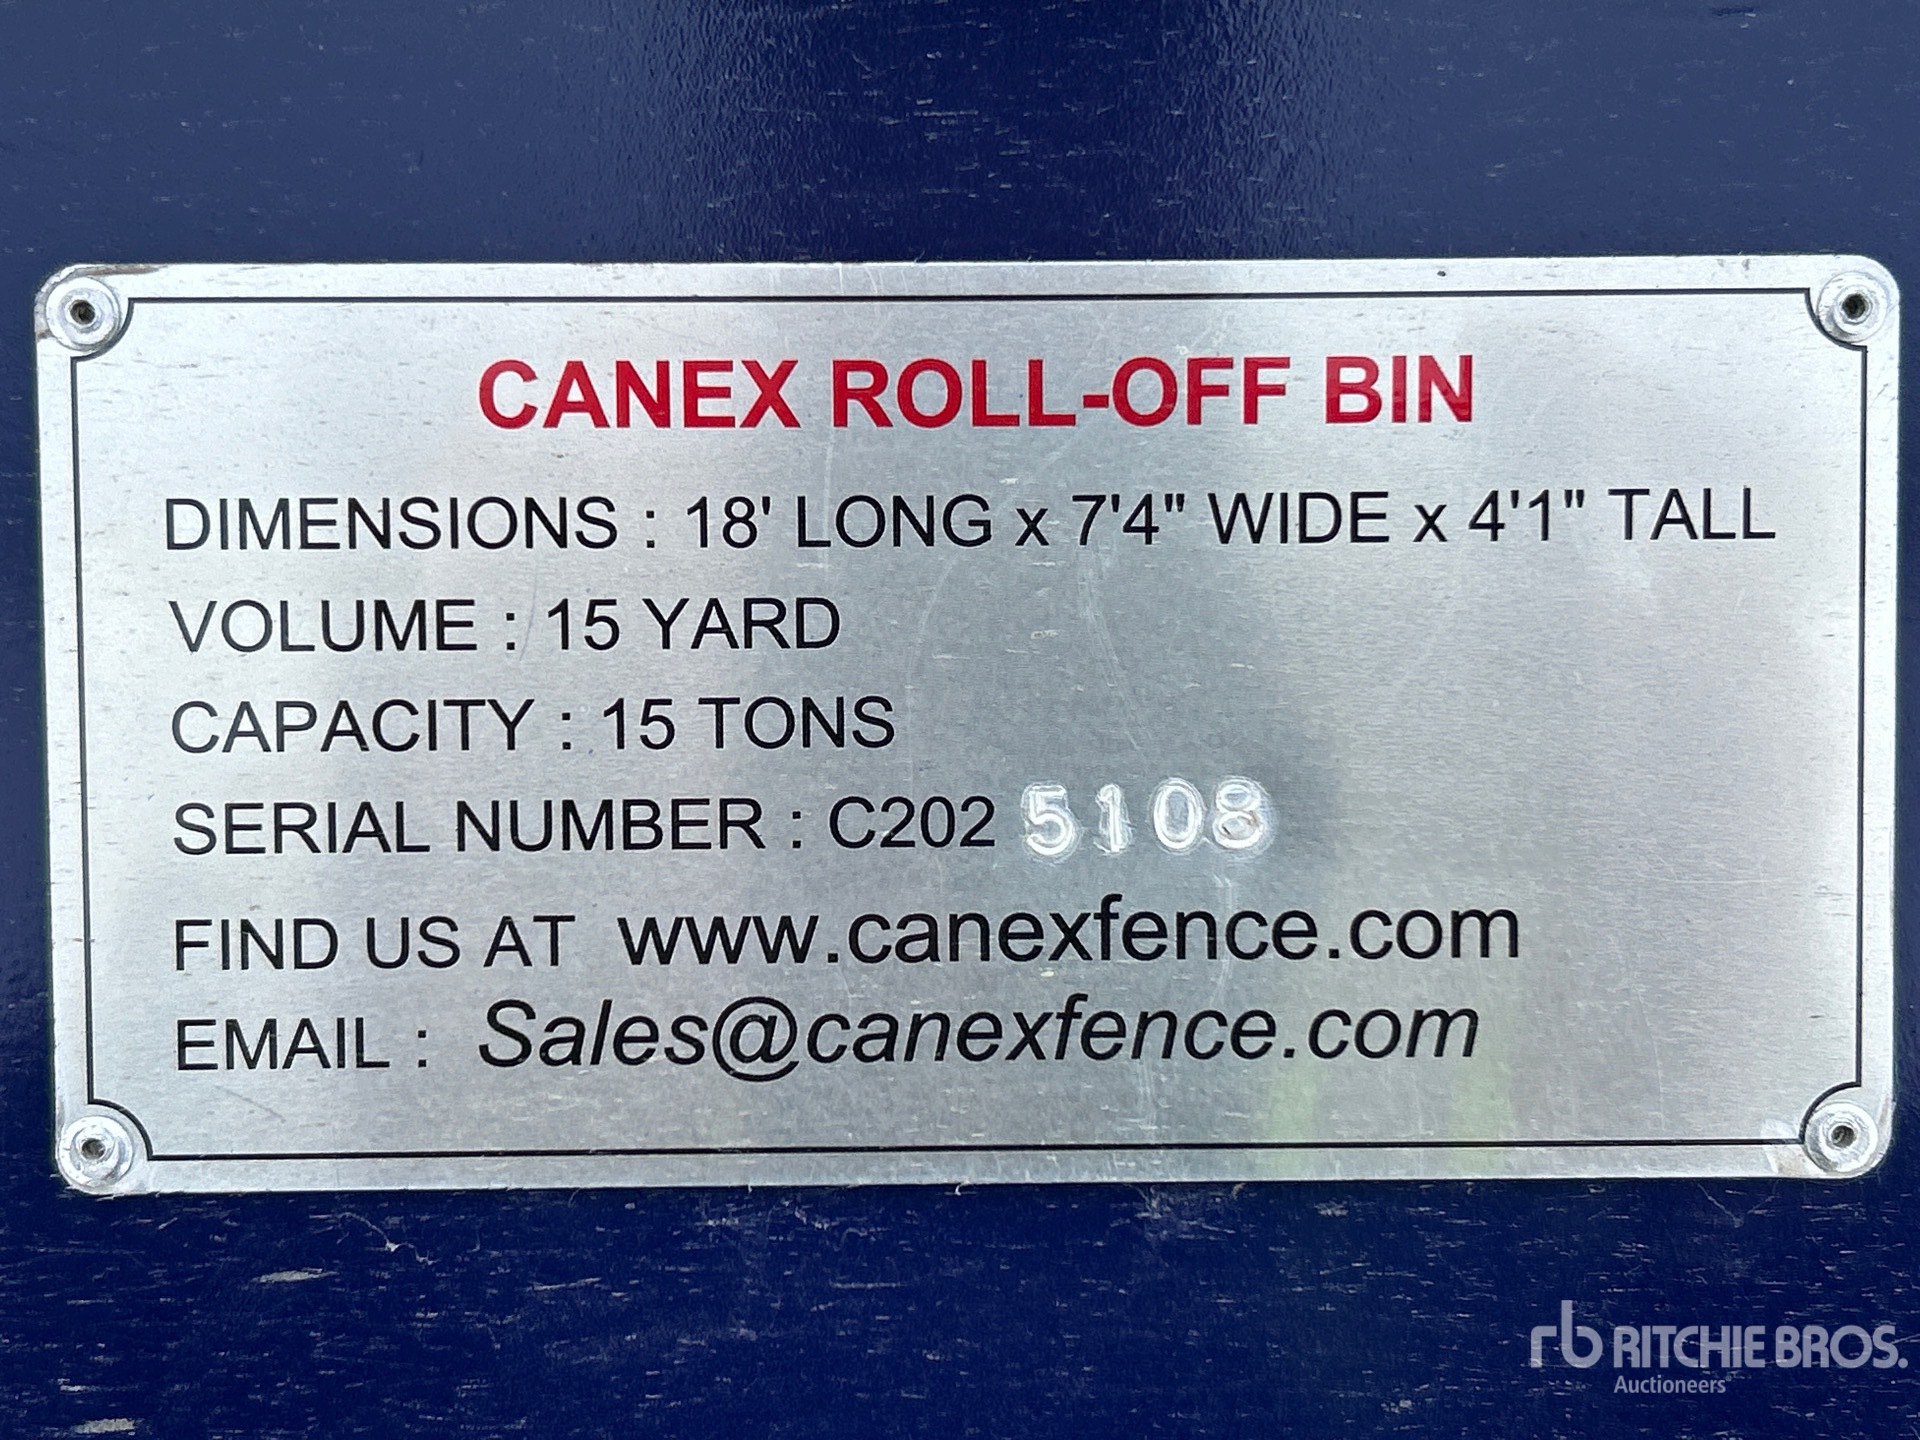 CANEX ROLL-OFF BIN
DIMENSIONS : 18' LONG x 7'4" WIDE x 4'1" TALL
VOLUME : 15 YARD
CAPACITY : 15 TONS
SERIAL NUMBER : C202 5108
FIND US AT www.canexfence.com
EMAIL : Sales@canexfence.com
rb RITCHIE BROS.
Auctioneers